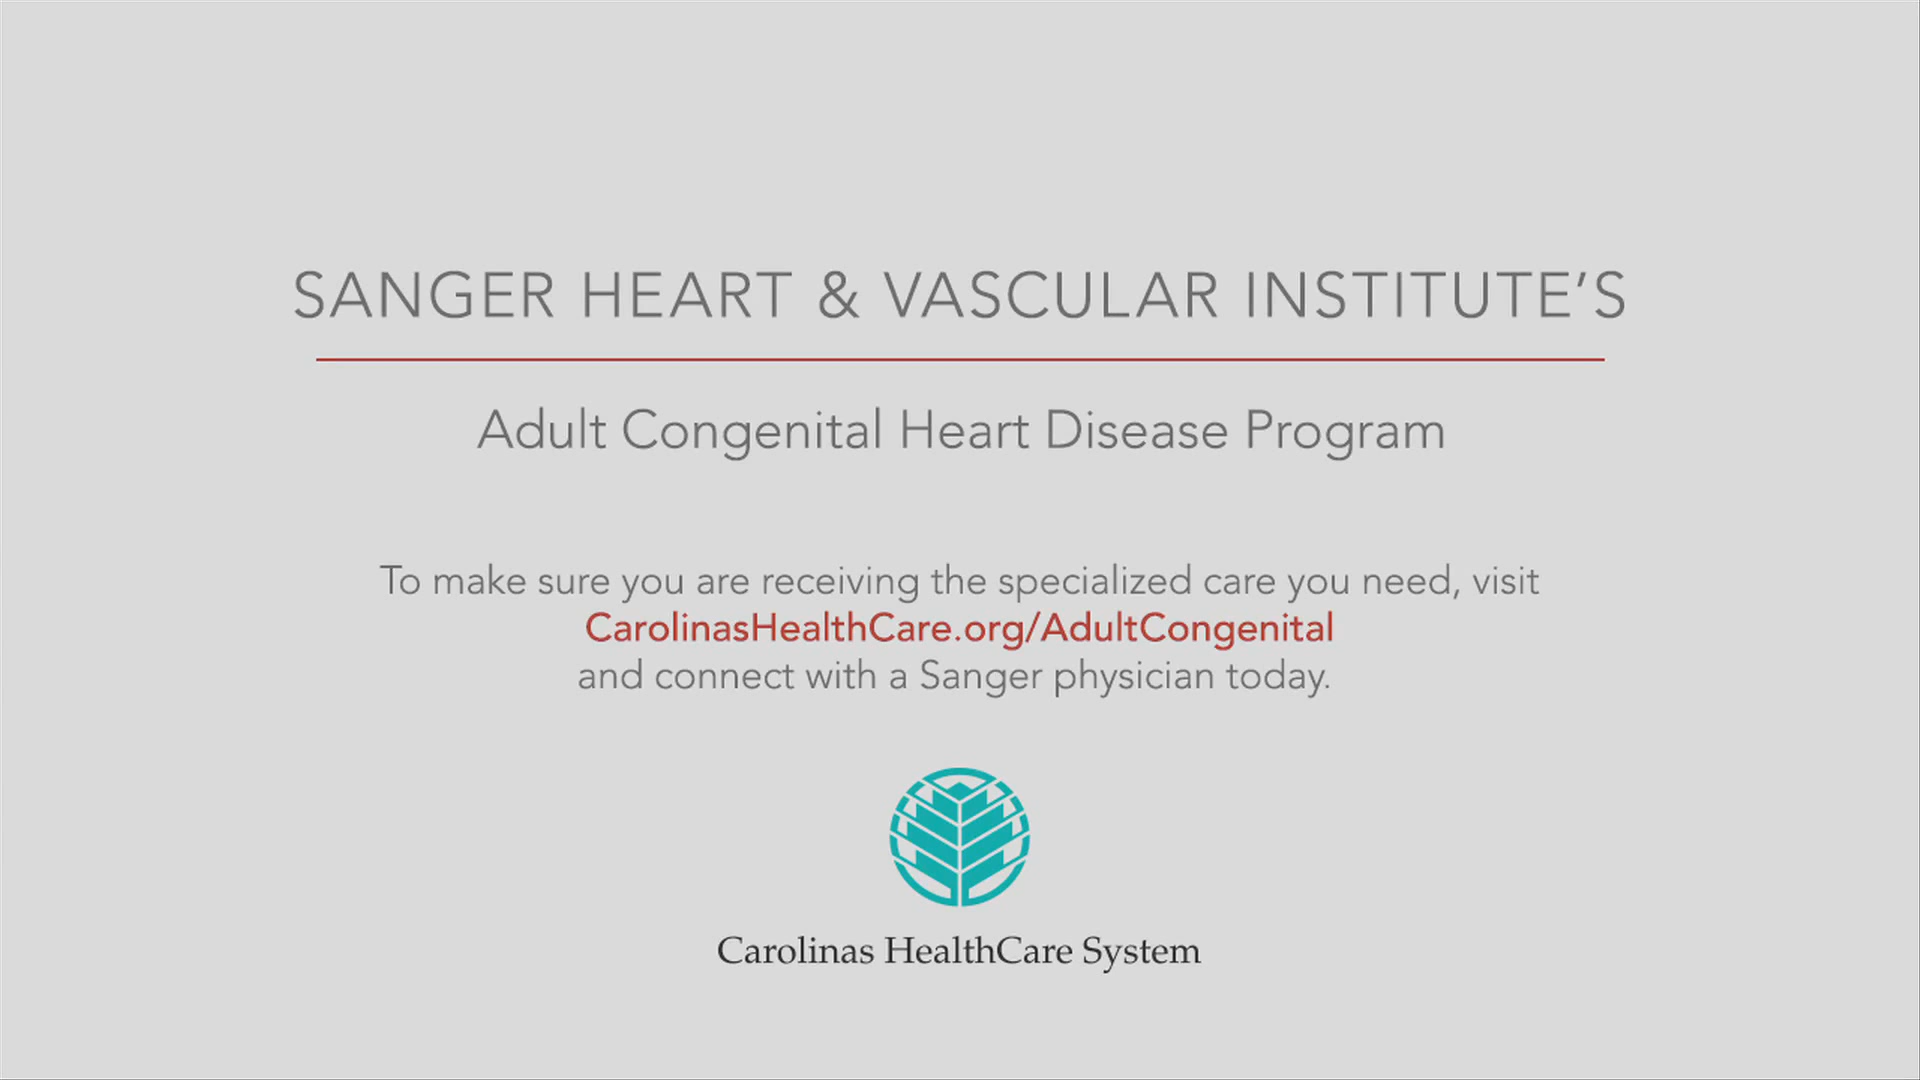 SANGER HEART & VASCULAR INSTITUTE’S
Adult Congenital Heart Disease Program
To make sure you are receiving the specialized care you need, visit
CarolinasHealthCare.org/AdultCongenital
and connect with a Sanger physician today.
Carolinas HealthCare System